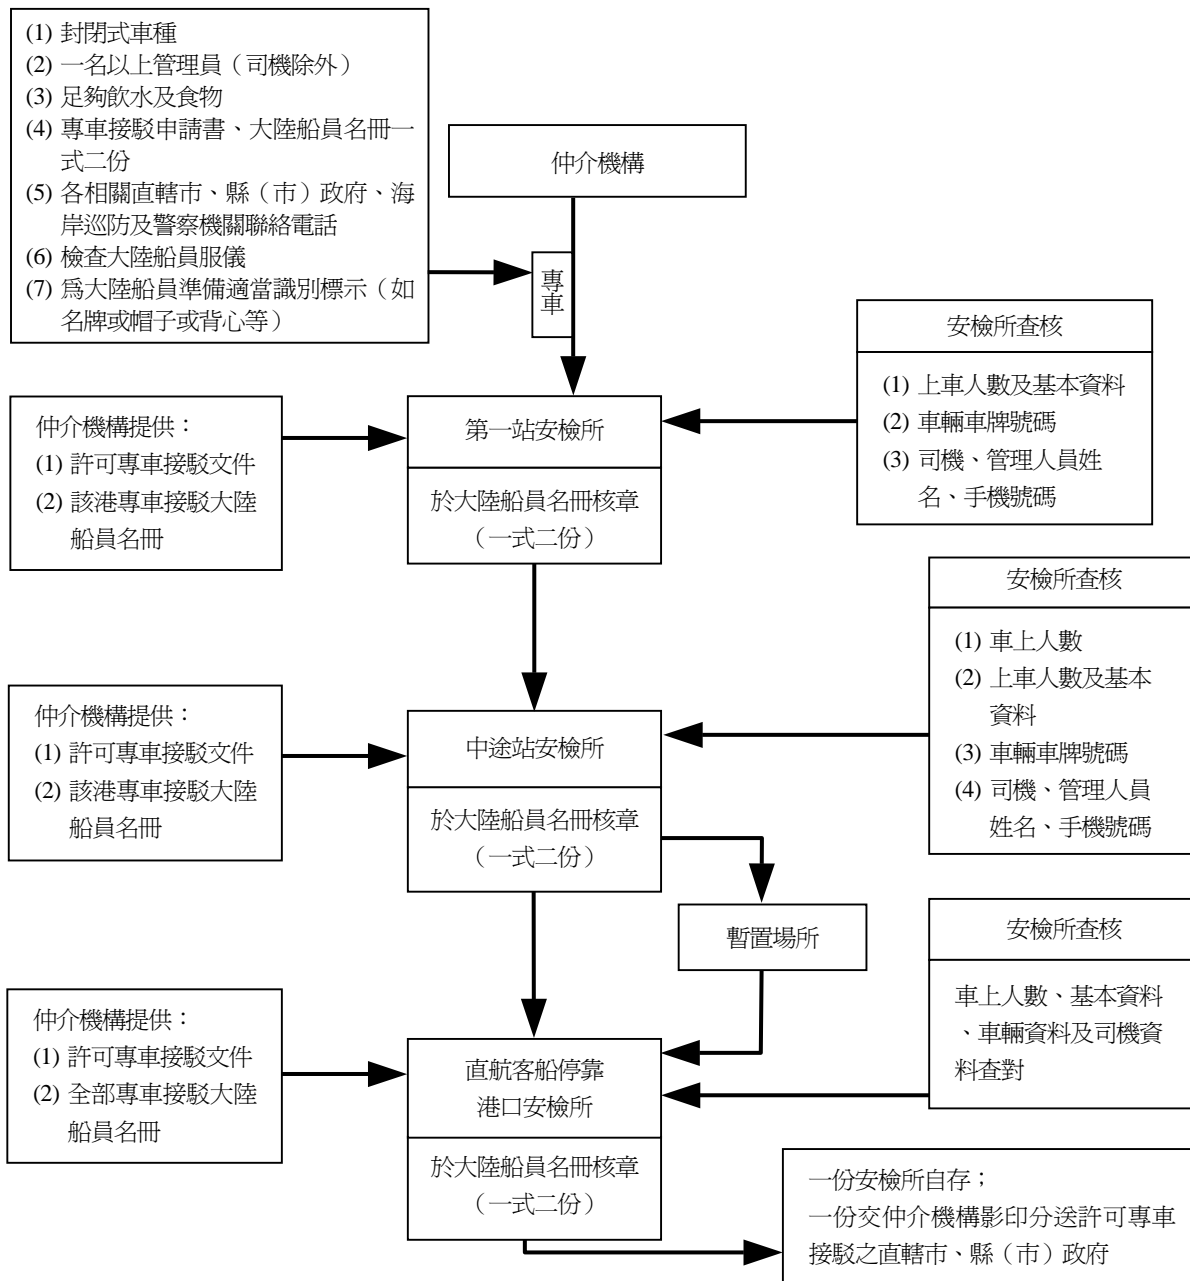 (1) 封閉式車種
(2) 一名以上管理員（司機除外）
(3) 足夠飲水及食物
(4) 專車接駁申請書、大陸船員名冊一
式二份
(5) 各相關直轄市、縣（市）政府、海
岸巡防及警察機關聯絡電話
(6) 檢查大陸船員服儀
(7) 為大陸船員準備適當識別標示（如
名牌或帽子或背心等）
仲介機構
專車
安檢所查核
(1) 上車人數及基本資料
(2) 車輛車牌號碼
(3) 司機、管理人員姓
名、手機號碼
仲介機構提供：
(1) 許可專車接駁文件
(2) 該港專車接駁大陸
船員名冊
第一站安檢所
於大陸船員名冊核章
（一式二份）
安檢所查核
(1) 車上人數
(2) 上車人數及基本
資料
(3) 車輛車牌號碼
(4) 司機、管理人員
姓名、手機號碼
仲介機構提供：
(1) 許可專車接駁文件
(2) 該港專車接駁大陸
船員名冊
中途站安檢所
於大陸船員名冊核章
（一式二份）
暫置場所
安檢所查核
車上人數、基本資料
、車輛資料及司機資
料查對
仲介機構提供：
(1) 許可專車接駁文件
(2) 全部專車接駁大陸
船員名冊
直航客船停靠
港口安檢所
於大陸船員名冊核章
（一式二份）
一份安檢所自存；
一份交仲介機構影印分送許可專車
接駁之直轄市、縣（市）政府